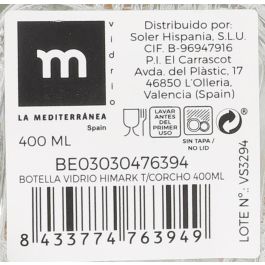 m
vidrio
LA MEDITERRÁNEA
Spain
400 ML
Distribuido por:
Soler Hispania, S.L.U.
CIF. B-96947916
P.I. El Carrascot
Avda. del Plàstic, 17
46850 L'Olleria,
Valencia (Spain)
LAVAR
ANTES
DEL PRIMER
USO
SIN TAPA /
NO LID
BE03030476394
BOTELLA VIDRIO HIMARK T/CORCHO 400ML
8 433774 763949
LOTE N°.: VS3294